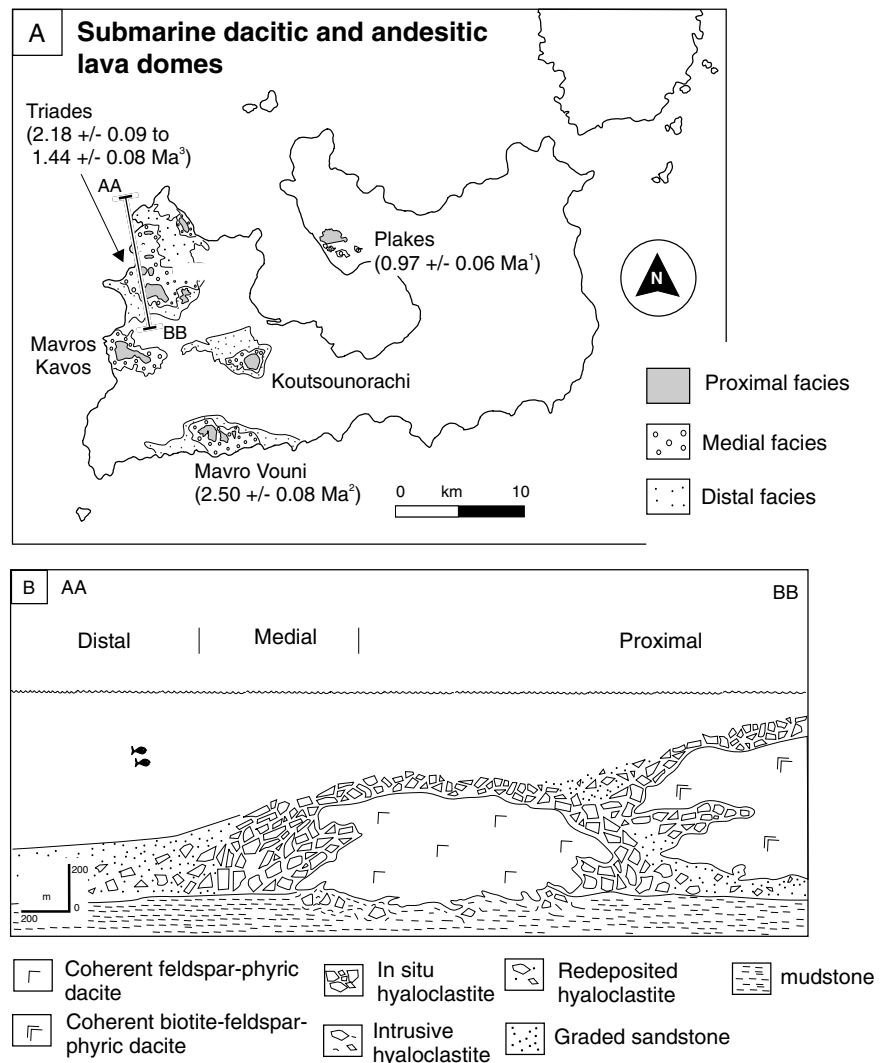 A
Submarine dacitic and andesitic
lava domes
Triades
(2.18 +/- 0.09 to
1.44 +/- 0.08 Ma³)
AA
BB
Plakes
(0.97 +/- 0.06 Ma¹)
N
Mavros
Kavos
Koutsounorachi
Mavro Vouni
(2.50 +/- 0.08 Ma²)
0 km 10
Proximal facies
Medial facies
Distal facies
B AA BB
Distal Medial Proximal
200
m
0
200
Coherent feldspar-phyric
dacite
Coherent biotite-feldspar-
phyric dacite
In situ
hyaloclastite
Intrusive
hyaloclastite
Redeposited
hyaloclastite
Graded sandstone
mudstone